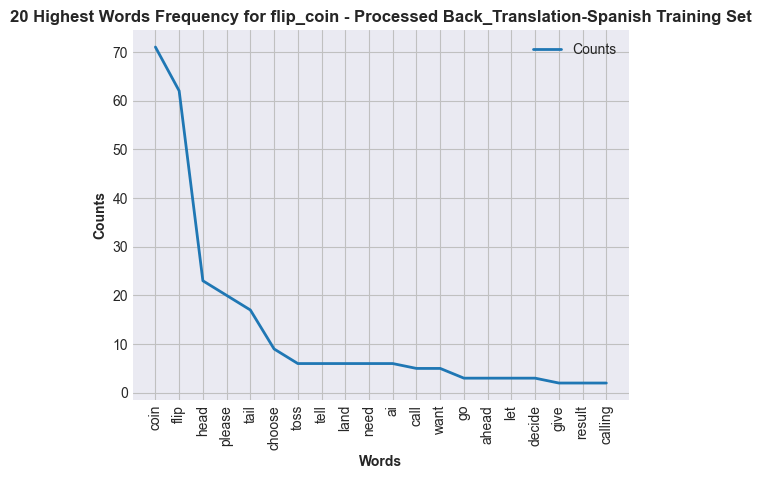 20 Highest Words Frequency for flip_coin - Processed Back_Translation-Spanish Training Set
Counts
70
60
50
40
30
20
10
0
Counts
coin
flip
head
please
tail
choose
toss
tell
land
need
ai
call
want
go
ahead
let
decide
give
result
calling
Words